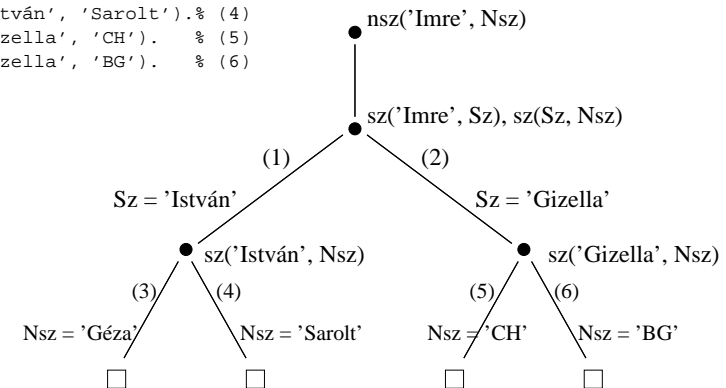 tván', 'Sarolt').% (4)
zella', 'CH'). % (5)
zella', 'BG'). % (6)
nsz('Imre', Nsz)
sz('Imre', Sz), sz(Sz, Nsz)
(1) (2)
Sz = 'István' Sz = 'Gizella'
sz('István', Nsz) sz('Gizella', Nsz)
(3) (4) (5) (6)
Nsz = 'Géza' Nsz = 'Sarolt' Nsz = 'CH' Nsz = 'BG'